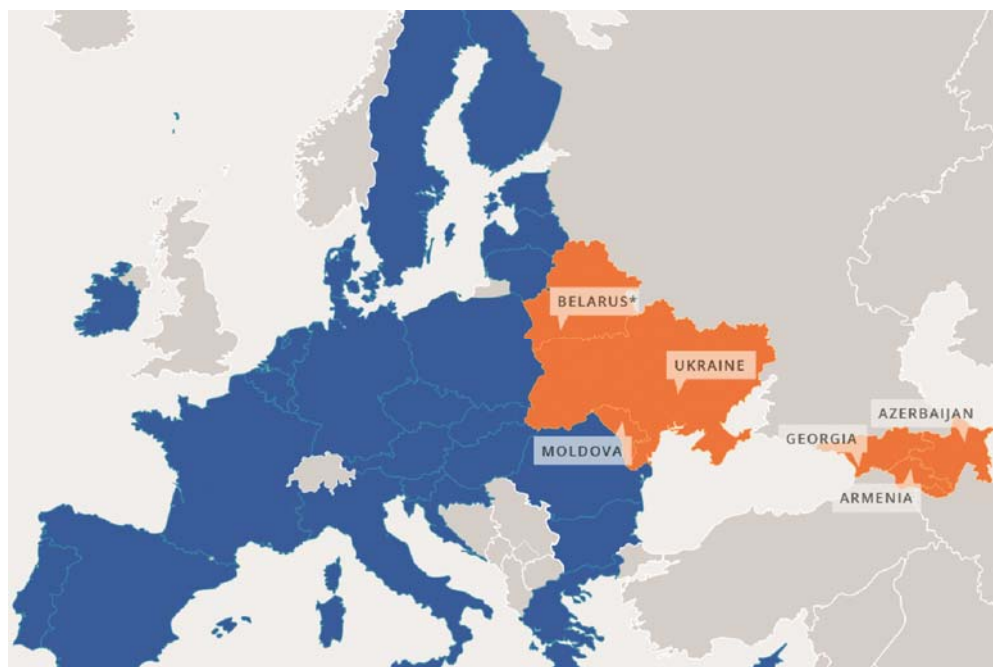 BELARUS*
UKRAINE
AZERBAIJAN
GEORGIA
MOLDOVA
ARMENIA